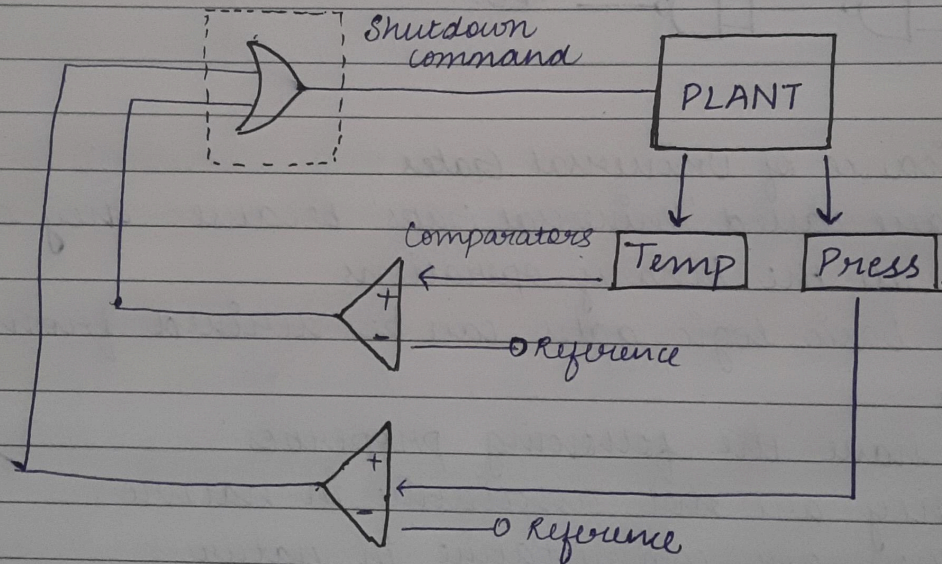 Shutdown
command
PLANT
Comparators
Temp
Press
+
-
Reference
+
-
Reference